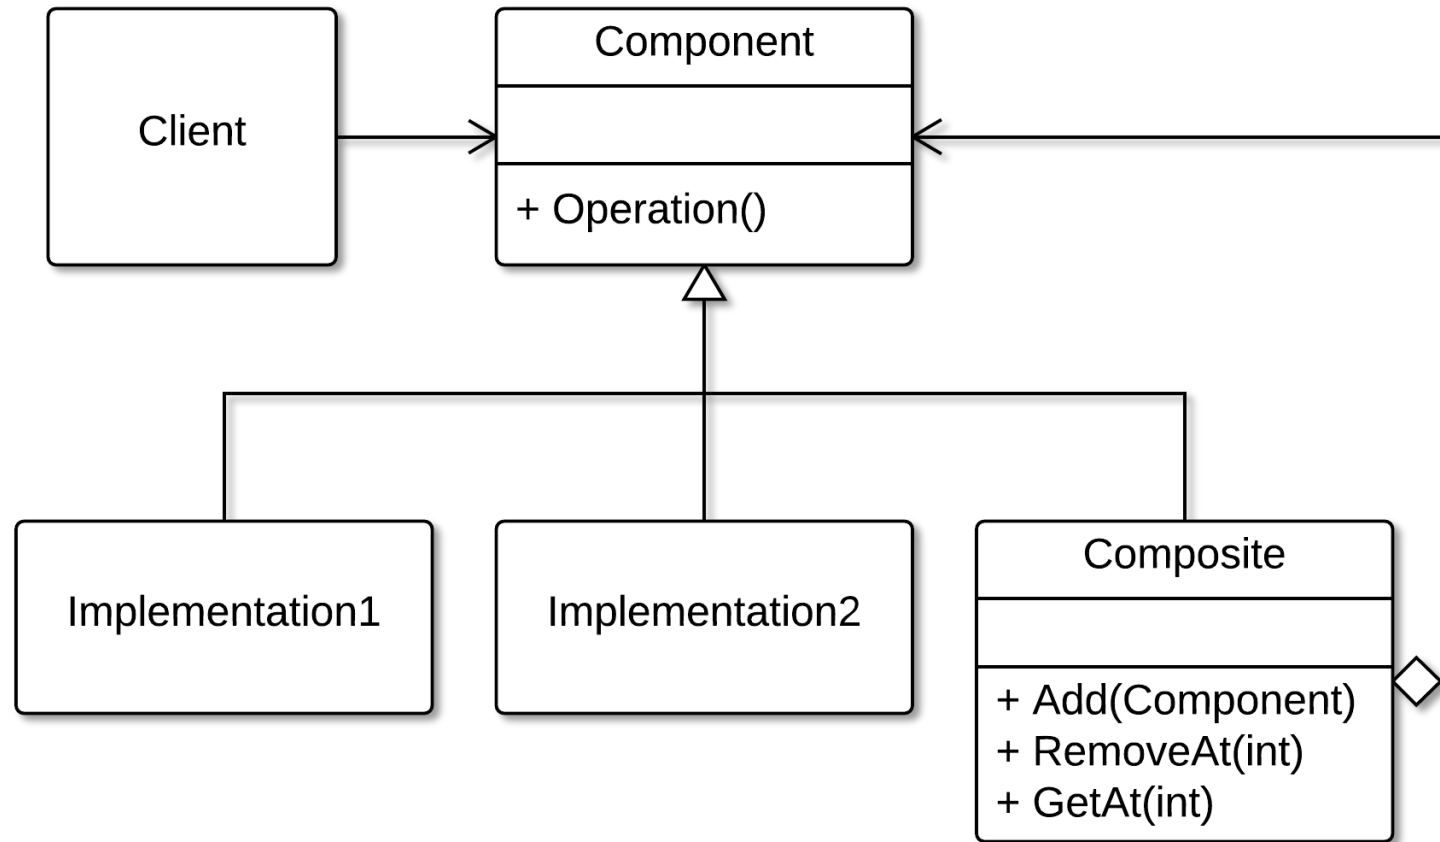 Client
Component
+ Operation()
Implementation1
Implementation2
Composite
+ Add(Component)
+ RemoveAt(int)
+ GetAt(int)